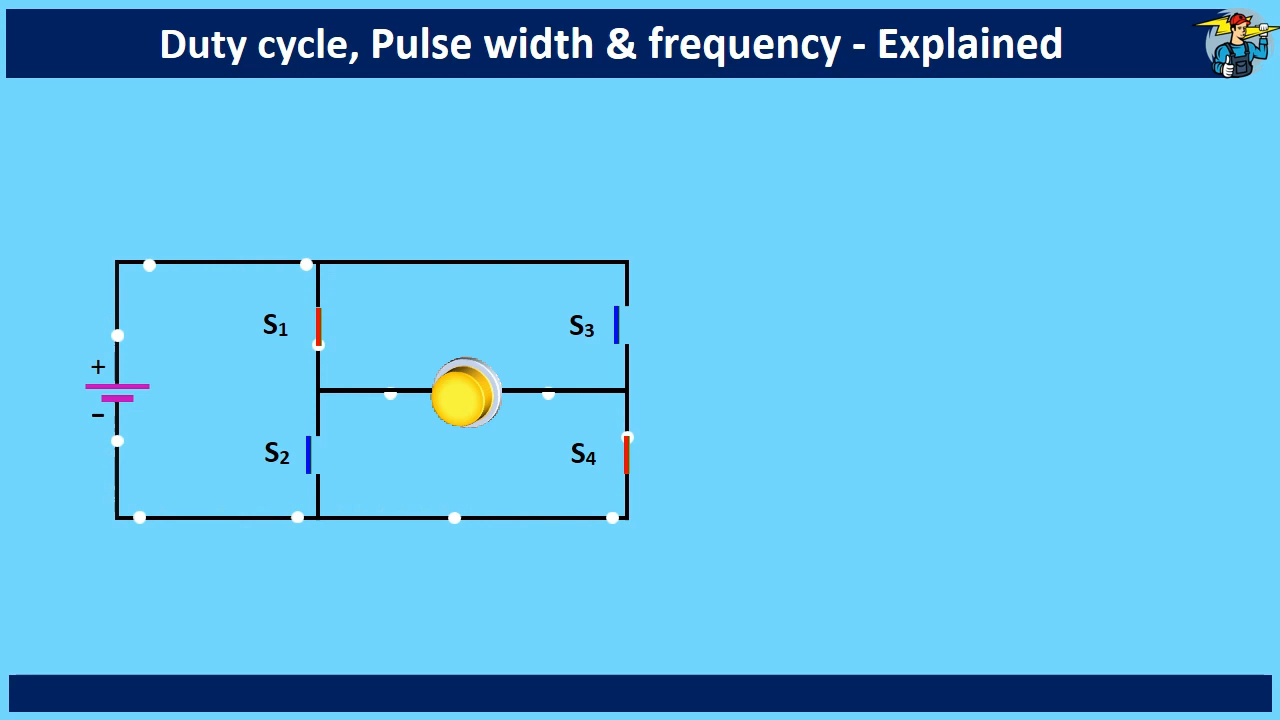 Duty cycle, Pulse width & frequency - Explained
S1
S3
+
−
S2
S4